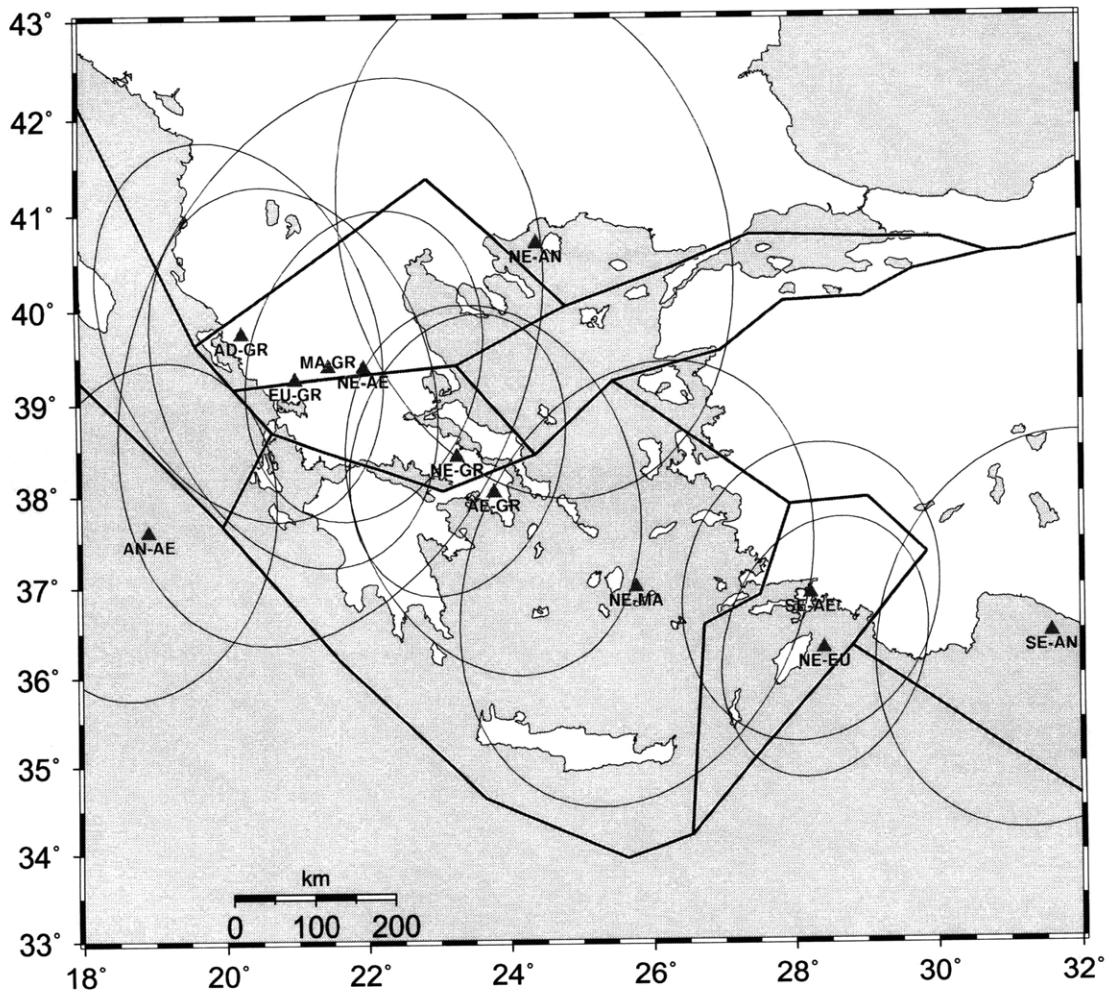 43°
42°
41°
NE-AN
40°
AD-GR
MA-GR
NE-AE
EU-GR
39°
NE-GR
38°
AE-GR
AN-AE
37°
NE-MA
SE-AE
SE-AN
NE-EU
36°
35°
34°
km
0 100 200
33°
18° 20° 22° 24° 26° 28° 30° 32°